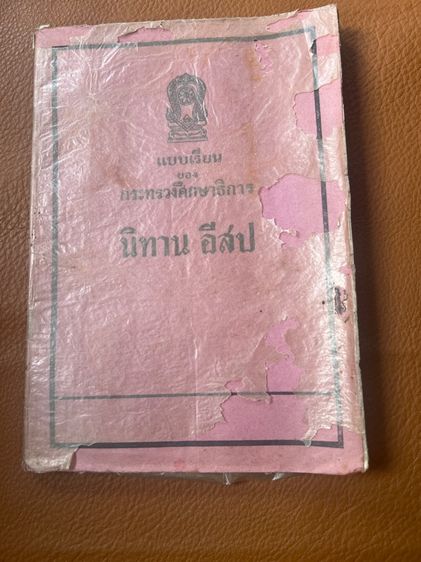 แบบเรียน
ของ
กระทรวงศึกษาธิการ
นิทาน อีสป